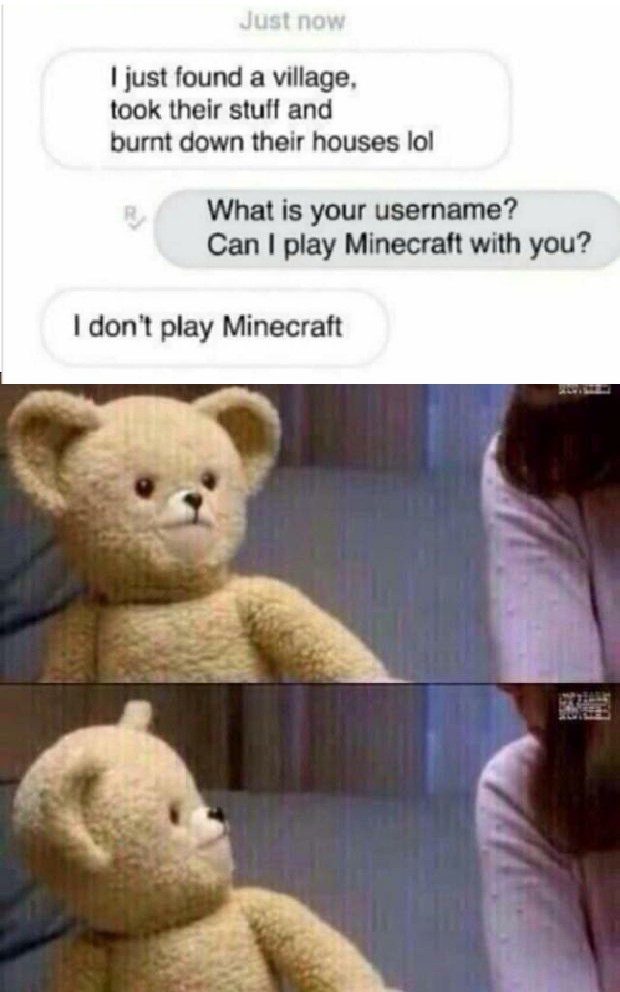 Just now
I just found a village,
took their stuff and
burnt down their houses lol
What is your username?
Can I play Minecraft with you?
I don't play Minecraft